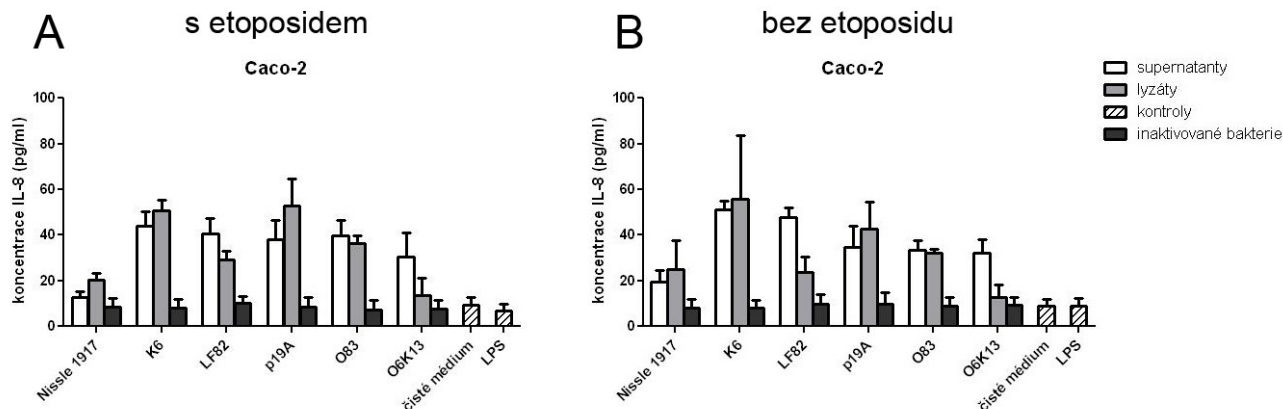 A
s etoposidem
Caco-2
koncentrace IL-8 (pg/ml)
100
80
60
40
20
0
Nissle 1917
K6
LF82
p19A
O83
O6K13
čisté médium
LPS
B
bez etoposidu
Caco-2
koncentrace IL-8 (pg/ml)
100
80
60
40
20
0
Nissle 1917
K6
LF82
p19A
O83
O6K13
čisté médium
LPS
supernatanty
lyzáty
kontroly
inaktivované bakterie